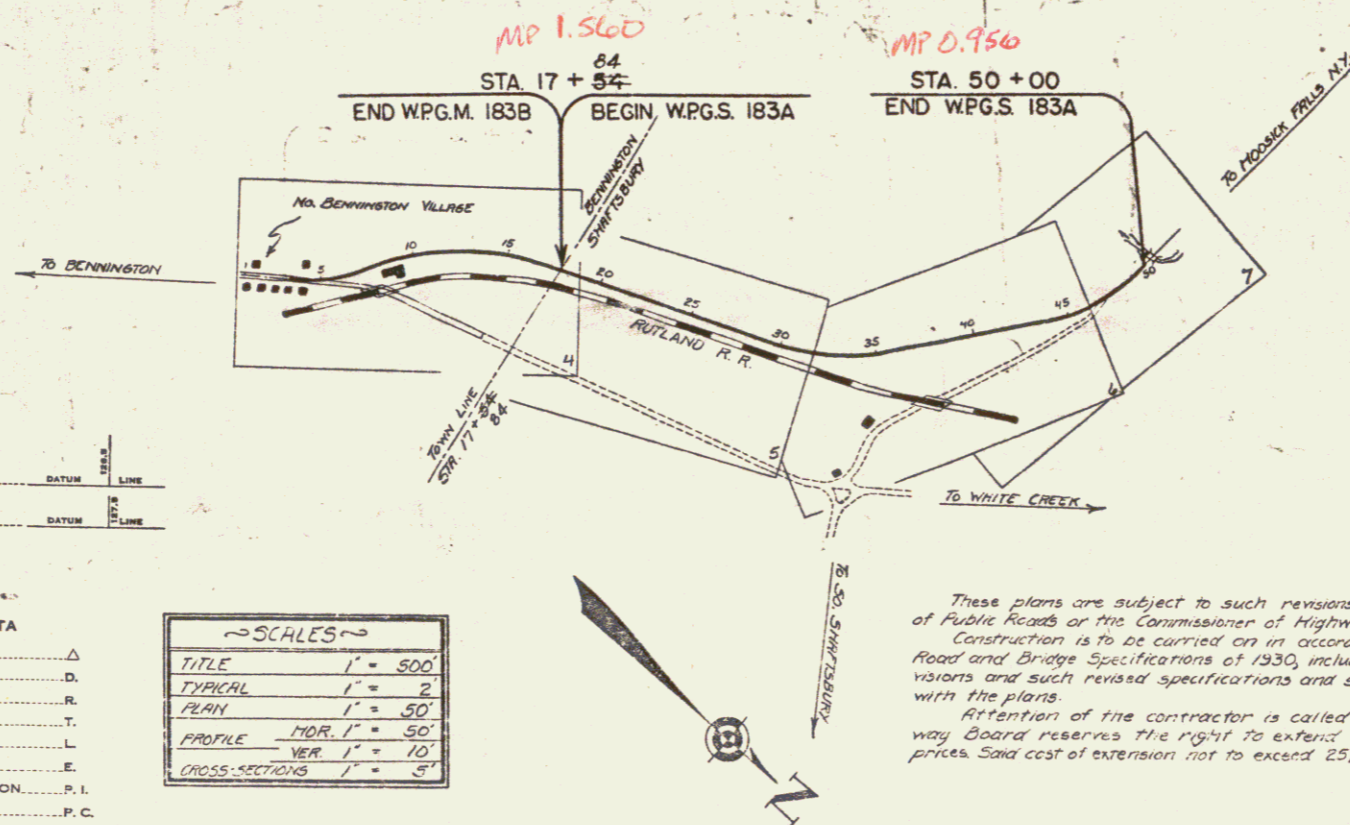 MP 1.560
MP 0.956
84
STA. 17 + 54
END W.P.G.M. 183B
BEGIN W.P.G.S. 183A
STA. 50 + 00
END W.P.G.S. 183A
TO HOOSICK FALLS N.Y.
BENNINGTON
SHAFTSBURY
NO. BENNINGTON VILLAGE
TO BENNINGTON
1
5
10
15
20
25
30
35
40
45
50
RUTLAND R. R.
4
5
6
7
TOWN LINE
STA. 17 + 54
84
TO WHITE CREEK
TO SO. SHAFTSBURY
DATUM LINE
DATUM LINE
TA
△
D.
R.
T.
L
E.
ON P. I.
P. C.
~SCALES~
TITLE 1" = 500'
TYPICAL 1" = 2'
PLAN 1" = 50'
PROFILE HOR. 1" = 50'
VER. 1" = 10'
CROSS-SECTIONS 1" = 5'
N
These plans are subject to such revisions
of Public Roads or the Commissioner of Highw
Construction is to be carried on in accord
Road and Bridge Specifications of 1930, inclu
visions and such revised specifications and s
with the plans.
Attention of the contractor is called
way Board reserves the right to extend
prices. Said cost of extension not to exceed 25,